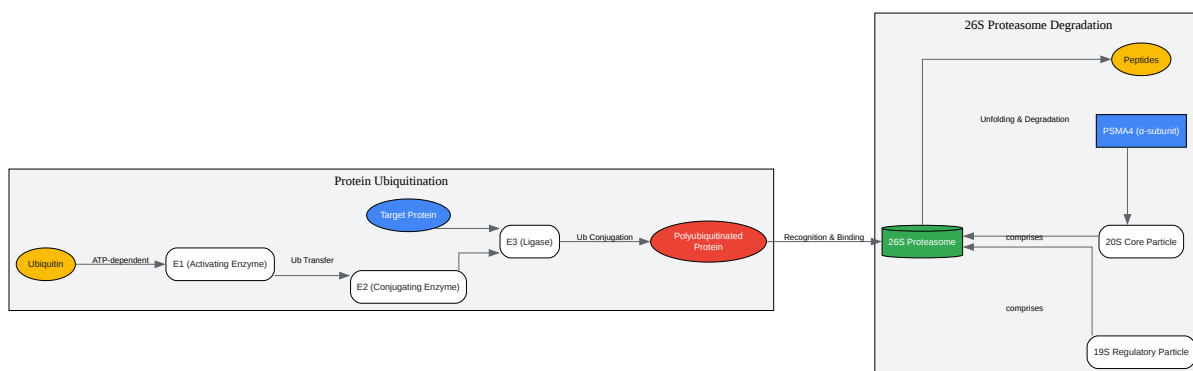 26S Proteasome Degradation
Peptides
Unfolding & Degradation
PSMA4 (α-subunit)
Protein Ubiquitination
Target Protein
E3 (Ligase)
Ub Conjugation
Polyubiquitinated
Protein
Recognition & Binding
26S Proteasome
comprises
20S Core Particle
Ubiquitin
ATP-dependent
E1 (Activating Enzyme)
Ub Transfer
E2 (Conjugating Enzyme)
comprises
19S Regulatory Particle